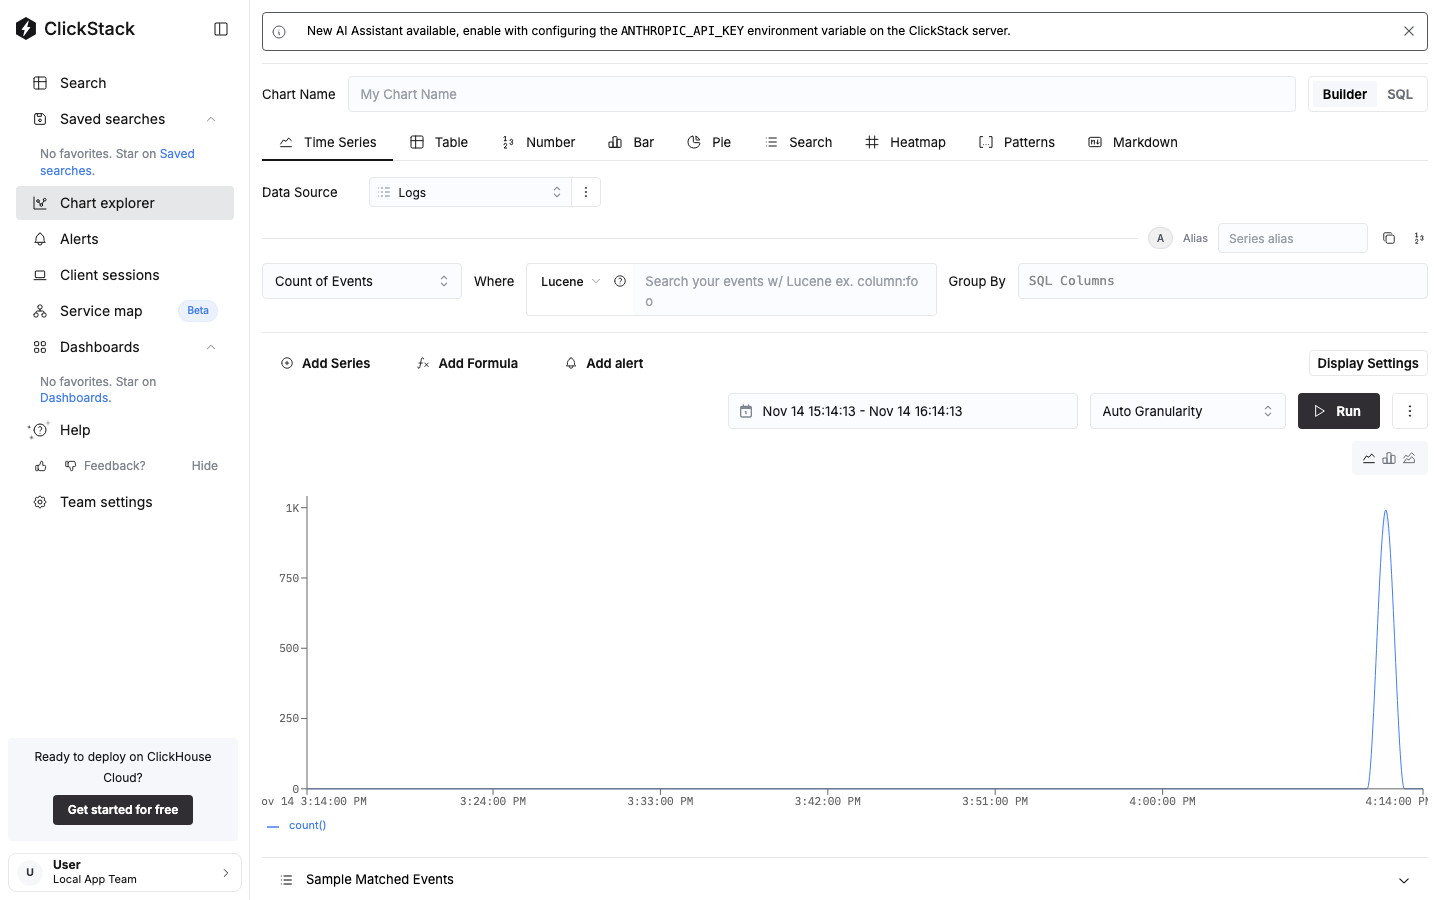 ClickStack
New AI Assistant available, enable with configuring the ANTHROPIC_API_KEY environment variable on the ClickStack server.
Search
Saved searches
No favorites. Star on Saved
searches.
Chart explorer
Alerts
Client sessions
Service map
Beta
Dashboards
No favorites. Star on
Dashboards.
Help
Feedback?
Hide
Team settings
Ready to deploy on ClickHouse
Cloud?
Get started for free
U
User
Local App Team
Chart Name
My Chart Name
Builder
SQL
Time Series
Table
Number
Bar
Pie
Search
Heatmap
Patterns
Markdown
Data Source
Logs
A
Alias
Series alias
Count of Events
Where
Lucene
Search your events w/ Lucene ex. column:fo
o
Group By
SQL Columns
Add Series
Add Formula
Add alert
Display Settings
Nov 14 15:14:13 - Nov 14 16:14:13
Auto Granularity
Run
1K
750
500
250
0
ov 14 3:14:00 PM
3:24:00 PM
3:33:00 PM
3:42:00 PM
3:51:00 PM
4:00:00 PM
4:14:00 PM
count()
Sample Matched Events